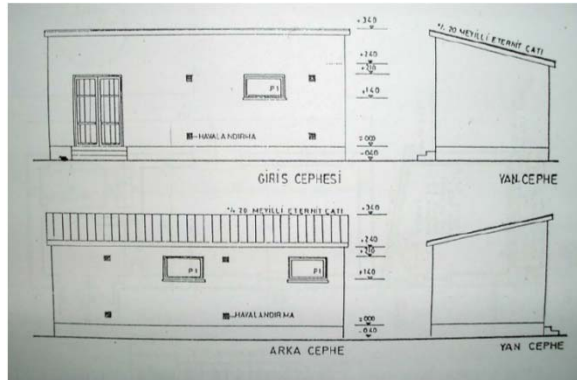 +340
% 20 MEYİLLİ ETERNİT ÇATI
+240
+210
P1
+140
HAVALANDIRMA
±000
-040
GİRİS CEPHESİ
YAN CEPHE
% 20 MEYİLLİ ETERNİT ÇATI
+340
+240
+210
P1
P1
+140
HAVALANDIRMA
±000
-040
ARKA CEPHE
YAN CEPHE